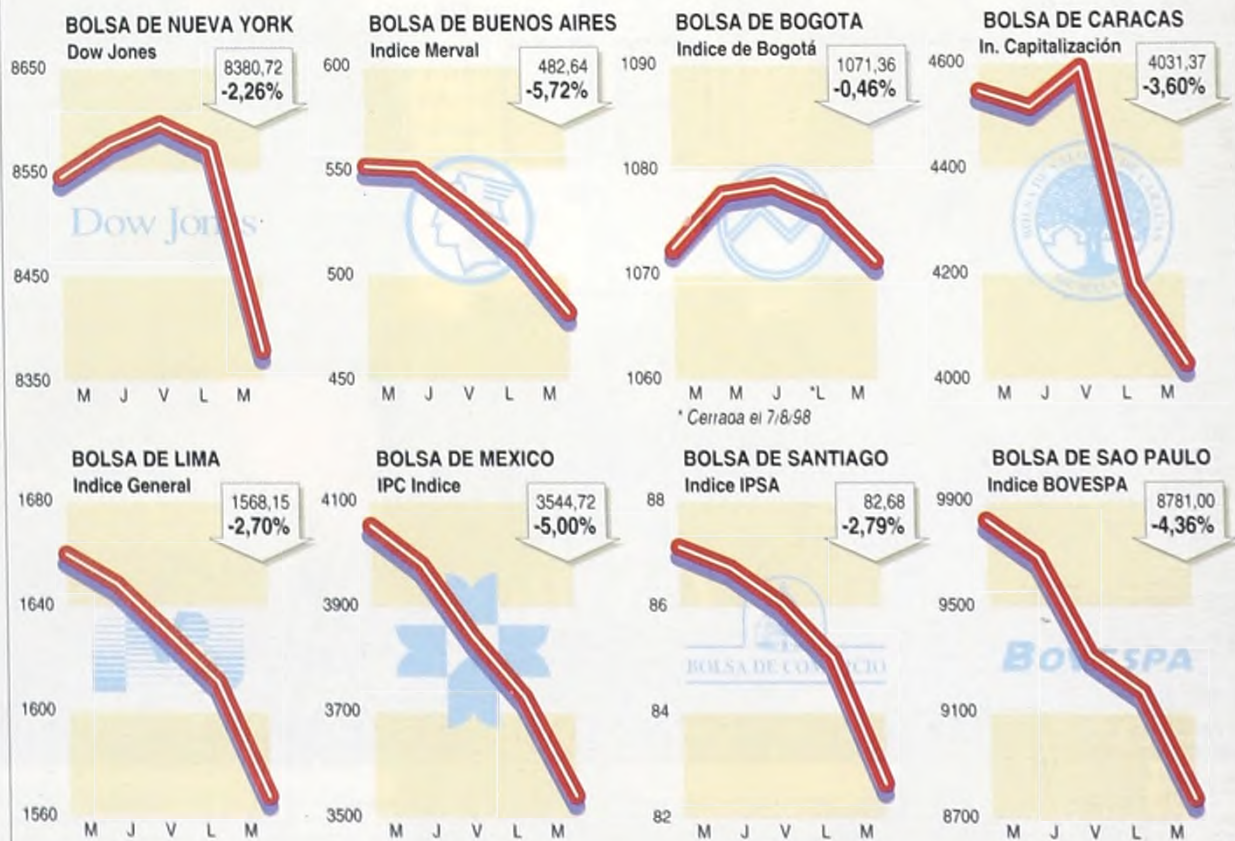 BOLSA DE NUEVA YORK
Dow Jones
8380,72
-2,26%
8650
8550
8450
8350
Dow Jones
M J V L M
BOLSA DE BUENOS AIRES
Indice Merval
482,64
-5,72%
600
550
500
450
M J V L M
BOLSA DE BOGOTA
Indice de Bogotá
1071,36
-0,46%
1090
1080
1070
1060
M M J *L M
* Cerrada el 7/8/98
BOLSA DE CARACAS
In. Capitalización
4031,37
-3,60%
4600
4400
4200
4000
M J V L M
BOLSA DE LIMA
Indice General
1568,15
-2,70%
1680
1640
1600
1560
M J V L M
BOLSA DE MEXICO
IPC Indice
3544,72
-5,00%
4100
3900
3700
3500
M J V L M
BOLSA DE SANTIAGO
Indice IPSA
82,68
-2,79%
88
86
84
82
BOLSA DE COMERCIO
M J V L M
BOLSA DE SAO PAULO
Indice BOVESPA
8781,00
-4,36%
9900
9500
9100
8700
BOVESPA
M J V L M